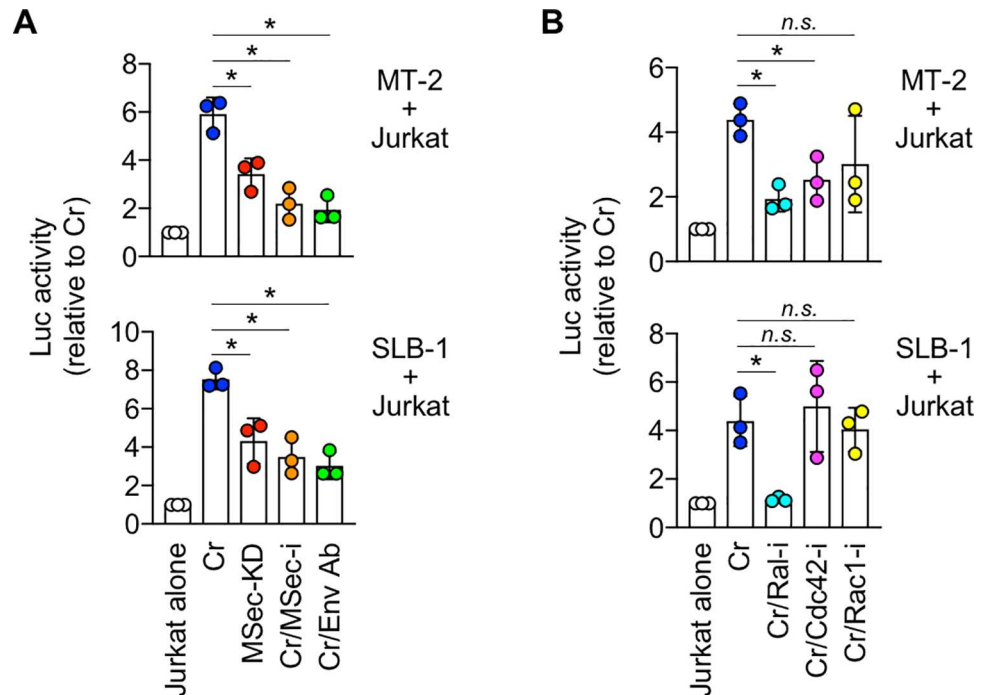 A
Luc activity
(relative to Cr)
*
*
*
8
6
4
2
0
MT-2
+
Jurkat
*
*
*
10
8
6
4
2
0
SLB-1
+
Jurkat
Jurkat alone
Cr
MSec-KD
Cr/MSec-i
Cr/Env Ab
B
Luc activity
(relative to Cr)
n.s.
*
*
6
4
2
0
MT-2
+
Jurkat
n.s.
n.s.
*
8
6
4
2
0
SLB-1
+
Jurkat
Jurkat alone
Cr
Cr/Ral-i
Cr/Cdc42-i
Cr/Rac1-i